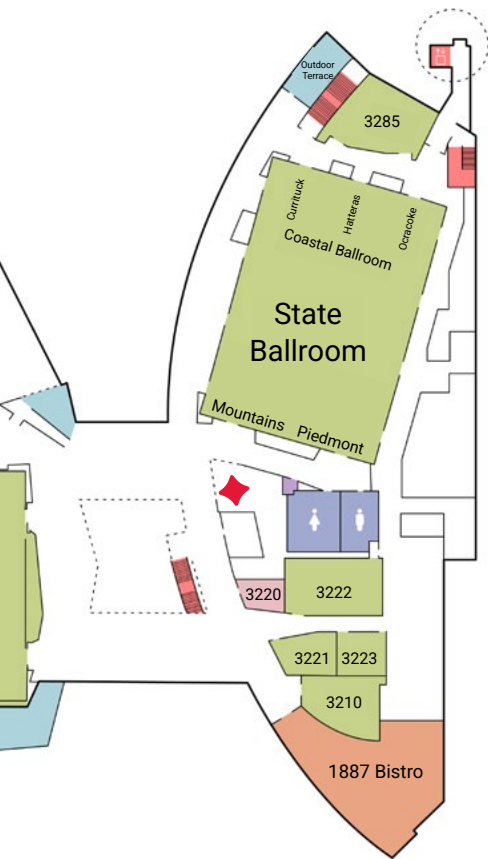 Outdoor
Terrace
3285
Currituck
Hatteras
Ocracoke
Coastal Ballroom
State
Ballroom
Mountains Piedmont
3220
3222
3221
3223
3210
1887 Bistro